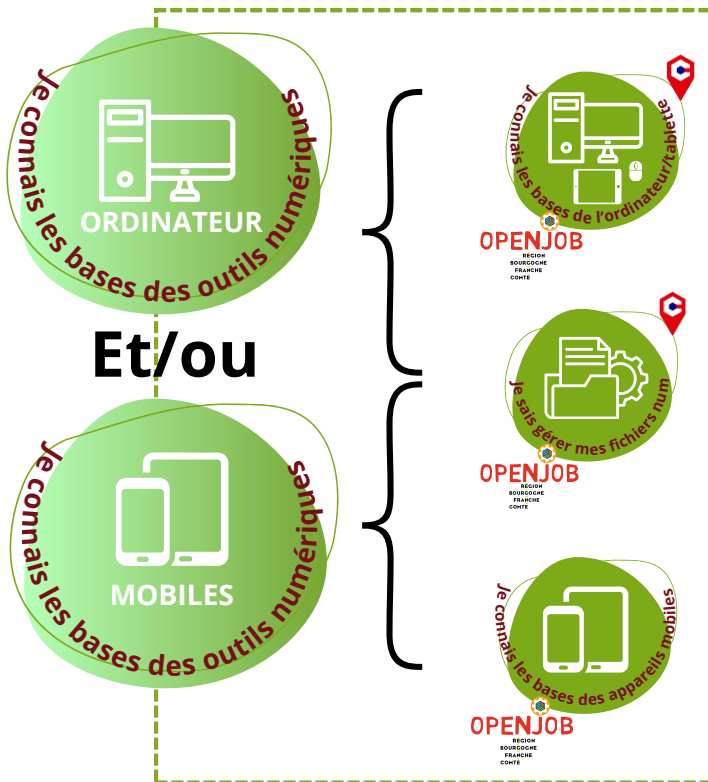 Je connais les bases des outils numériques
ORDINATEUR
Et/ou
Je connais les bases des outils numériques
MOBILES
Je connais les bases de l'ordinateur/tablette
OPENJOB
REGION
BOURGOGNE
FRANCHE
COMTE
Je sais gérer mes fichiers num
OPENJOB
REGION
BOURGOGNE
FRANCHE
COMTE
Je connais les bases des appareils mobiles
OPENJOB
REGION
BOURGOGNE
FRANCHE
COMTE